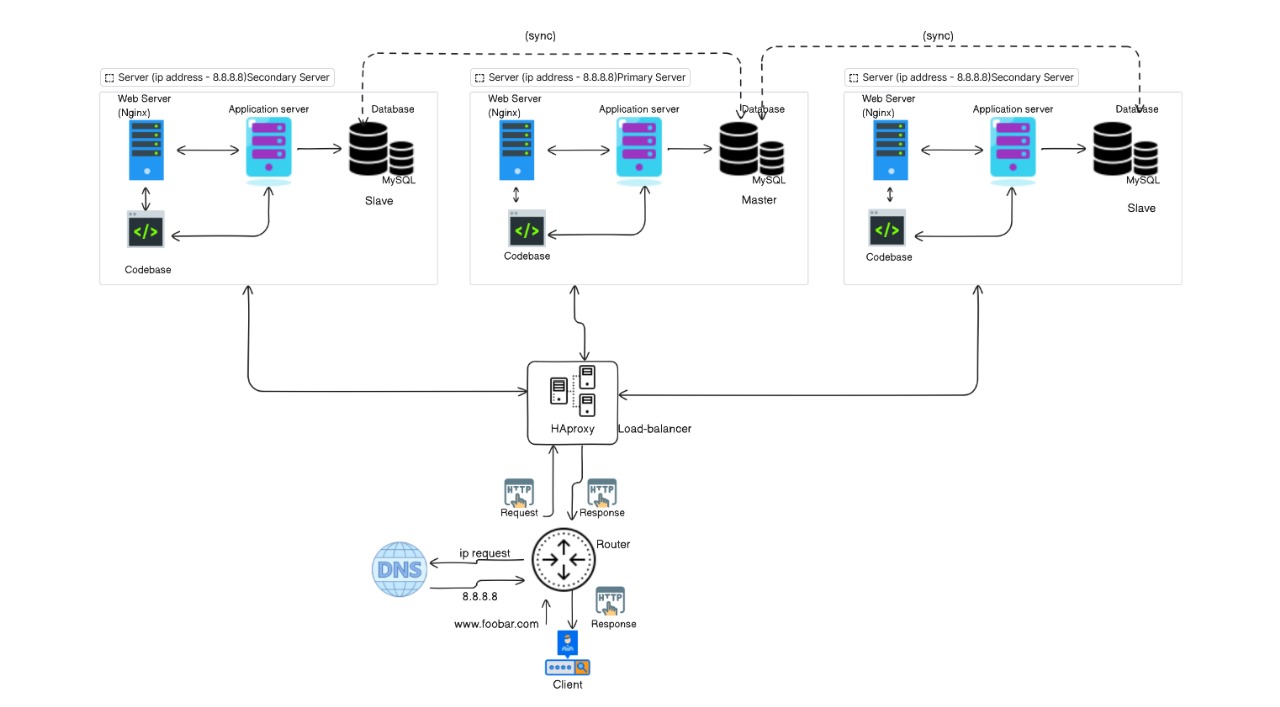 (sync)
(sync)
Server (ip address - 8.8.8.8)Secondary Server
Web Server
(Nginx)
Application server
Database
MySQL
Slave
</>
Codebase
Server (ip address - 8.8.8.8)Primary Server
Web Server
(Nginx)
Application server
Database
MySQL
Master
</>
Codebase
Server (ip address - 8.8.8.8)Secondary Server
Web Server
(Nginx)
Application server
Database
MySQL
Slave
</>
Codebase
HAproxy
Load-balancer
HTTP
Request
HTTP
Response
Router
DNS
ip request
8.8.8.8
www.foobar.com
HTTP
Response
Client